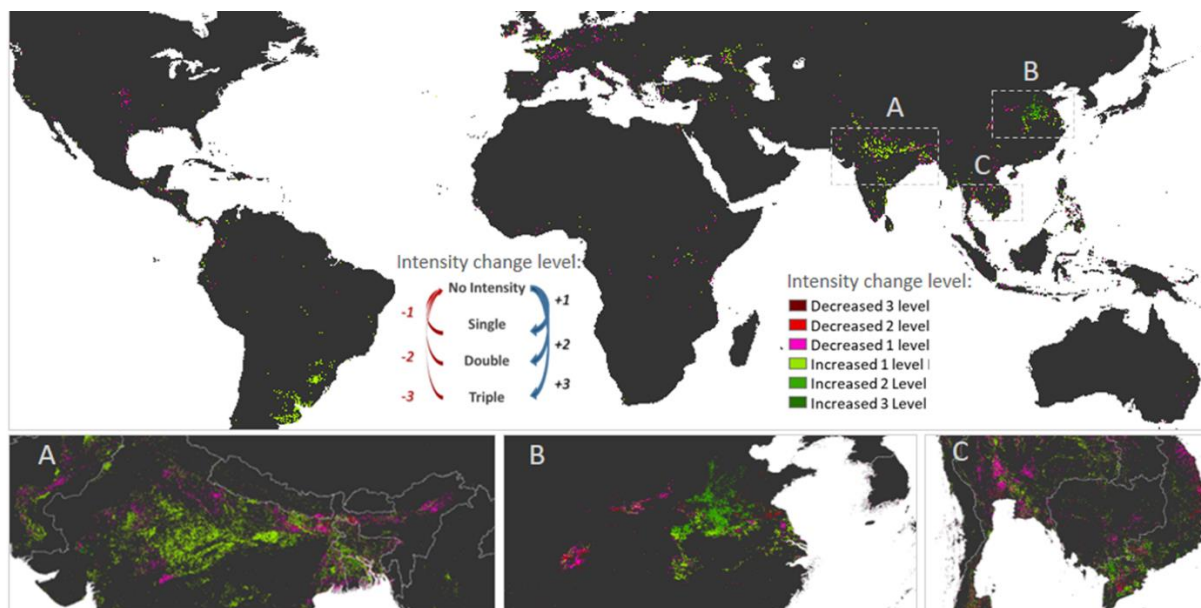 B
A
C
Intensity change level:
No Intensity
+1
-1
Single
+2
-2
Double
+3
-3
Triple
Intensity change level:
Decreased 3 level
Decreased 2 level
Decreased 1 level
Increased 1 level
Increased 2 Level
Increased 3 Level
A
B
C